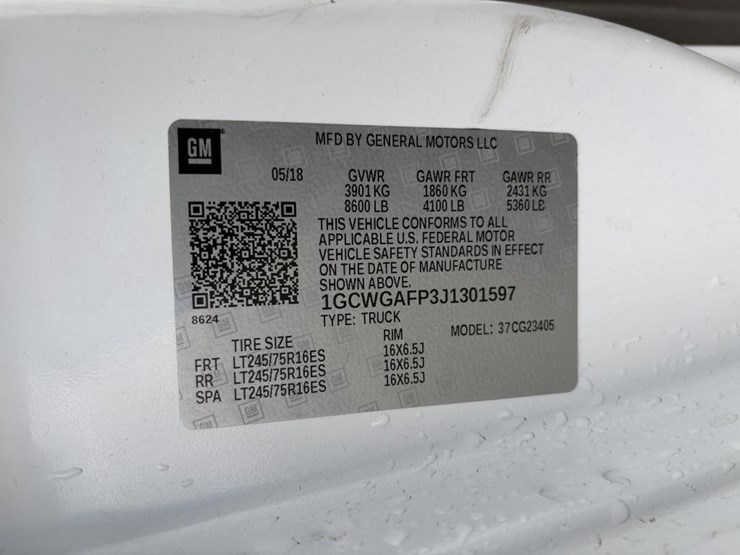 GM
MFD BY GENERAL MOTORS LLC
05/18 GVWR GAWR FRT GAWR RR
3901 KG 1860 KG 2431 KG
8600 LB 4100 LB 5360 LB
THIS VEHICLE CONFORMS TO ALL
APPLICABLE U.S. FEDERAL MOTOR
VEHICLE SAFETY STANDARDS IN EFFECT
ON THE DATE OF MANUFACTURE
SHOWN ABOVE.
1GCWGAFP3J1301597
8624
TYPE: TRUCK
MODEL: 37CG23405
TIRE SIZE RIM
FRT LT245/75R16ES 16X6.5J
RR LT245/75R16ES 16X6.5J
SPA LT245/75R16ES 16X6.5J